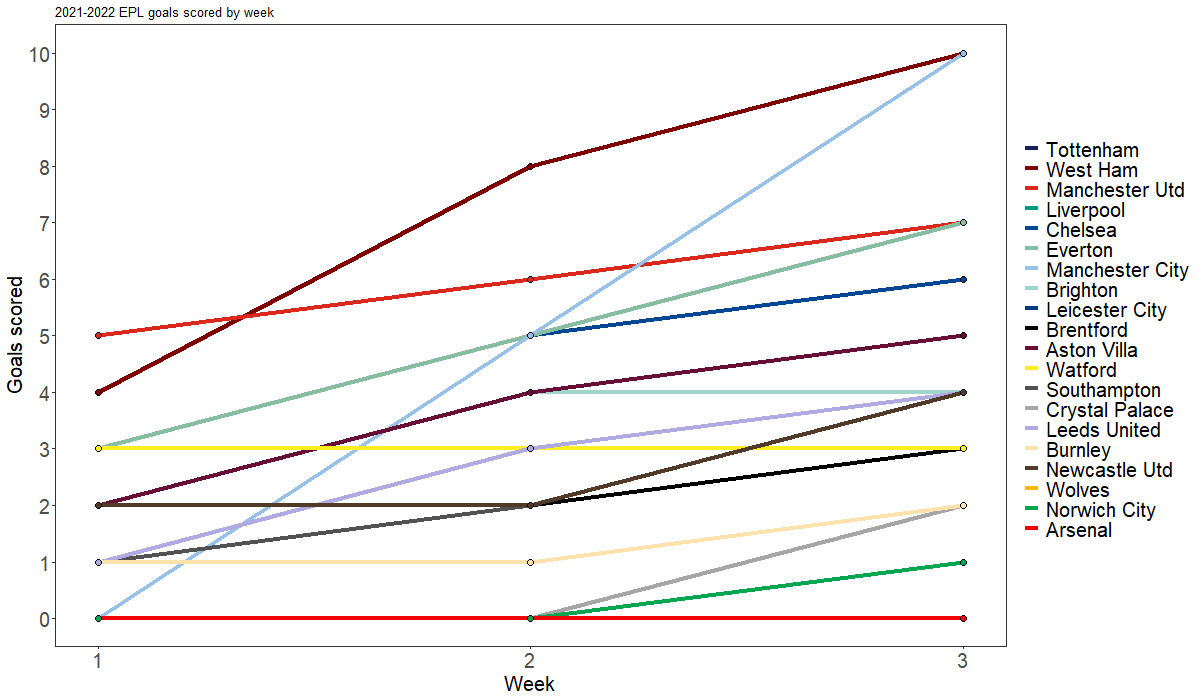 2021-2022 EPL goals scored by week
10
9
8
7
6
5
4
3
2
1
0
Goals scored
1
2
3
Week
Tottenham
West Ham
Manchester Utd
Liverpool
Chelsea
Everton
Manchester City
Brighton
Leicester City
Brentford
Aston Villa
Watford
Southampton
Crystal Palace
Leeds United
Burnley
Newcastle Utd
Wolves
Norwich City
Arsenal